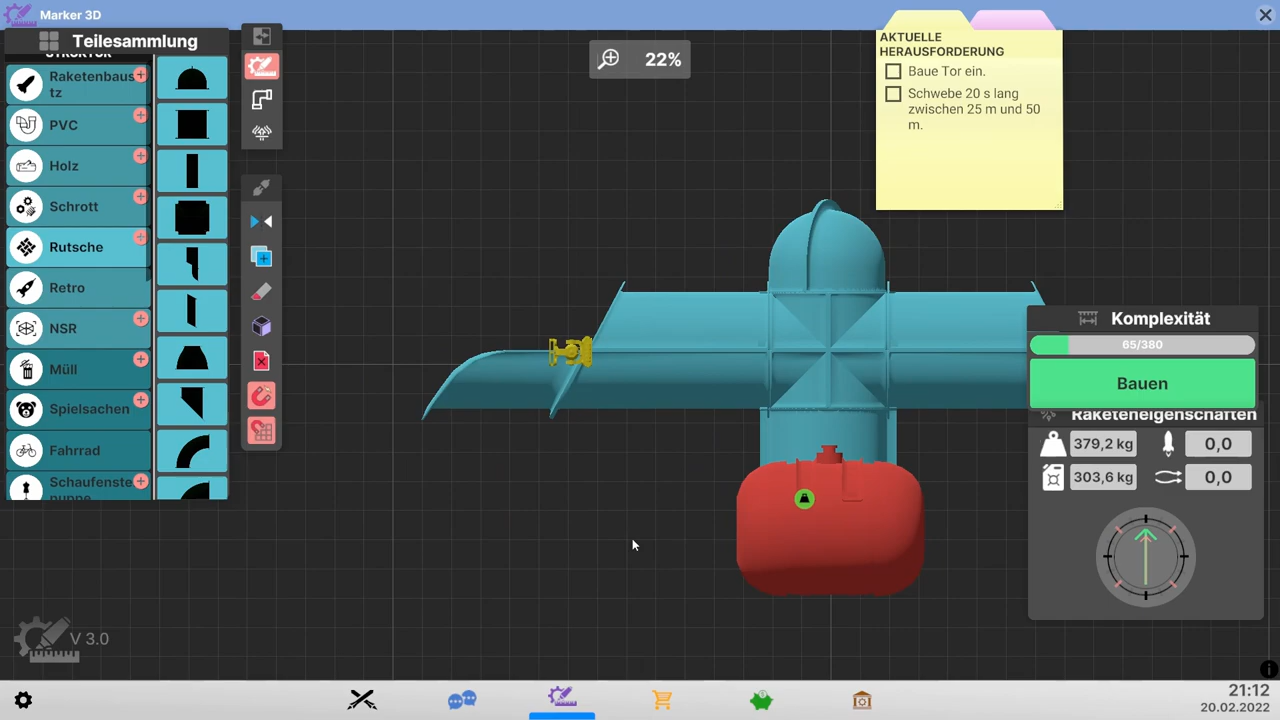 Marker 3D
Teilesammlung
Raketenbaus
tz
PVC
Holz
Schrott
Rutsche
Retro
NSR
Müll
Spielsachen
Fahrrad
Schaufenste
22%
AKTUELLE
HERAUSFORDERUNG
Baue Tor ein.
Schwebe 20 s lang
zwischen 25 m und 50
m.
Komplexität
65/380
Bauen
Raketeneigenschaften
379,2 kg
0,0
303,6 kg
0,0
V 3.0
21:12
20.02.2022